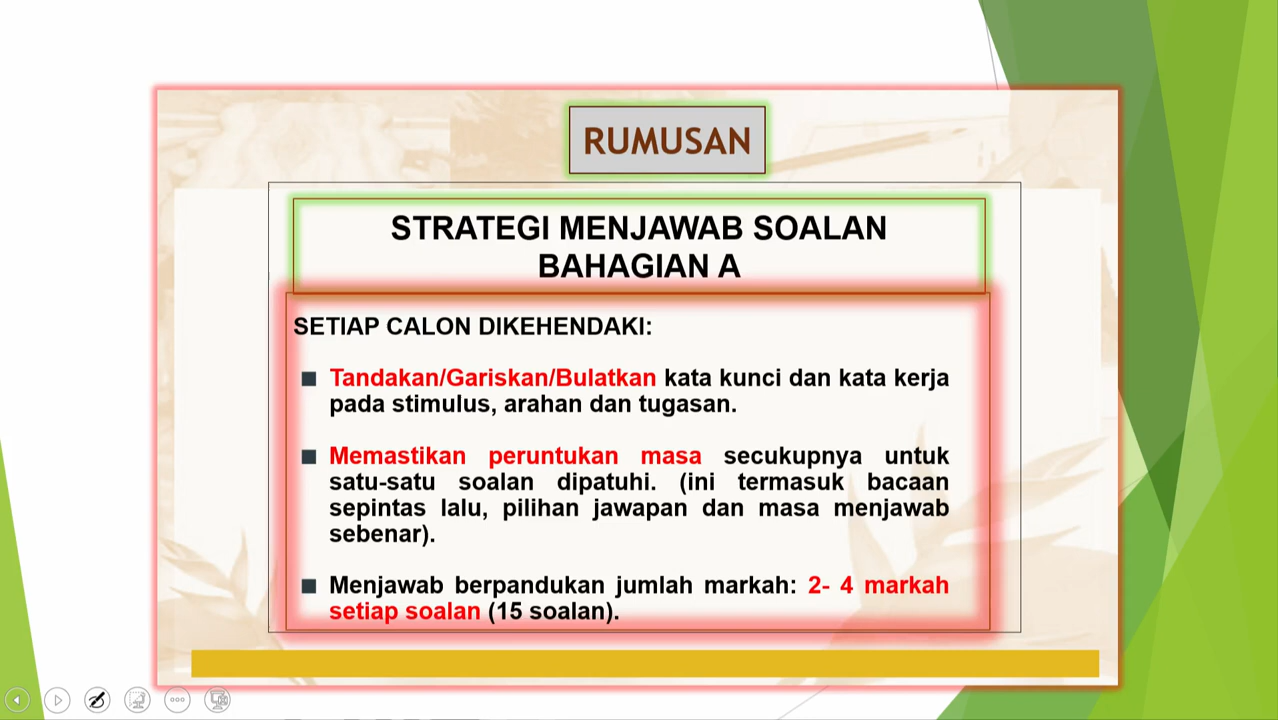 RUMUSAN
STRATEGI MENJAWAB SOALAN
BAHAGIAN A
SETIAP CALON DIKEHENDAKI:
Tandakan/Gariskan/Bulatkan kata kunci dan kata kerja
pada stimulus, arahan dan tugasan.
Memastikan peruntukan masa secukupnya untuk
satu-satu soalan dipatuhi. (ini termasuk bacaan
sepintas lalu, pilihan jawapan dan masa menjawab
sebenar).
Menjawab berpandukan jumlah markah: 2- 4 markah
setiap soalan (15 soalan).